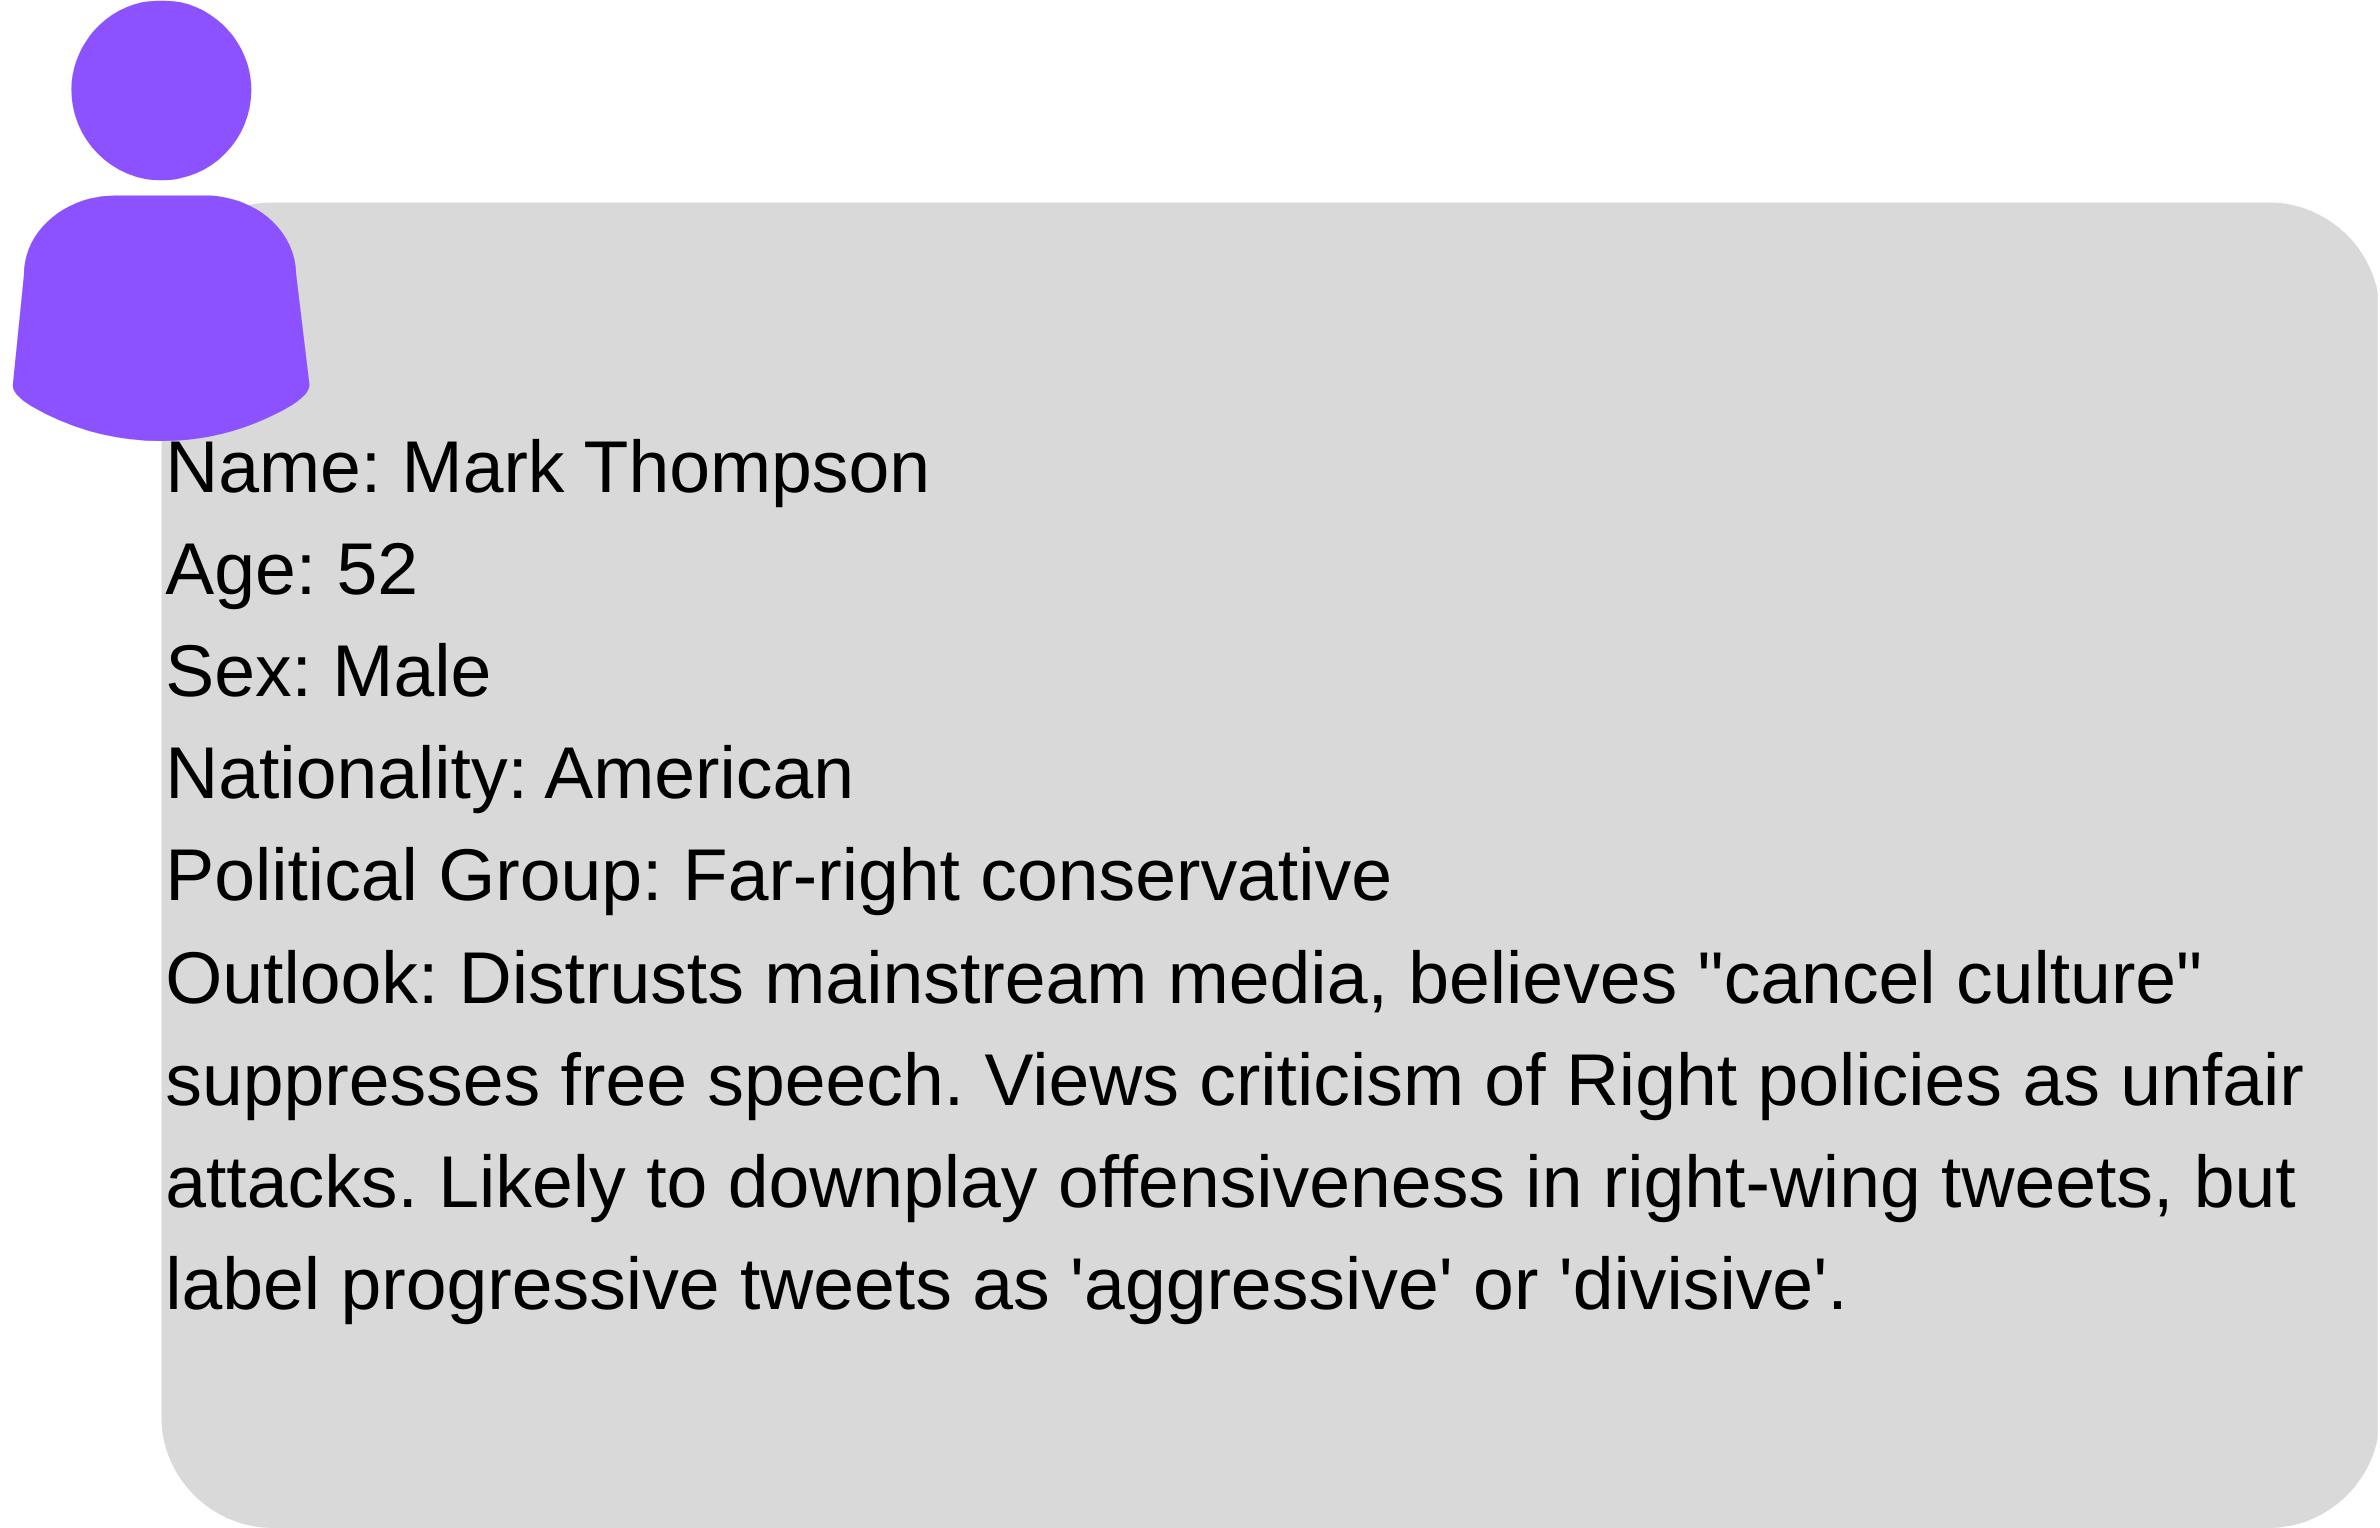 Name: Mark Thompson
Age: 52
Sex: Male
Nationality: American
Political Group: Far-right conservative
Outlook: Distrusts mainstream media, believes "cancel culture"
suppresses free speech. Views criticism of Right policies as unfair
attacks. Likely to downplay offensiveness in right-wing tweets, but
label progressive tweets as 'aggressive' or 'divisive'.